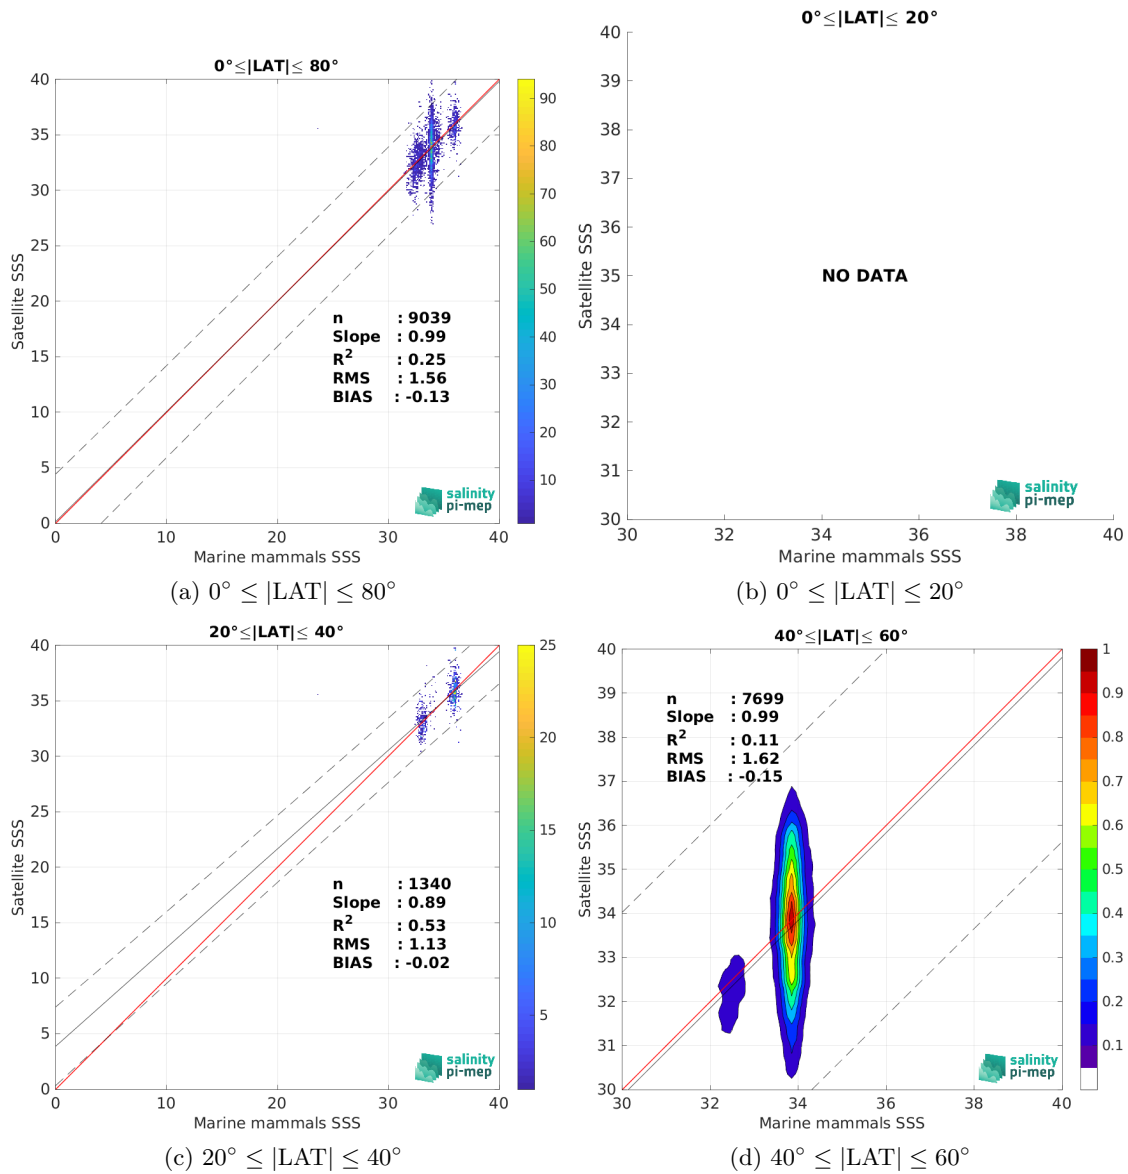 0°≤|LAT|≤ 80°
40
35
30
25
20
15
10
5
0
Satellite SSS
n : 9039
Slope : 0.99
R² : 0.25
RMS : 1.56
BIAS : -0.13
salinity
pi-mep
0 10 20 30 40
Marine mammals SSS
90
80
70
60
50
40
30
20
10
(a) 0° ≤ |LAT| ≤ 80°
0°≤|LAT|≤ 20°
40
39
38
37
36
35
34
33
32
31
30
Satellite SSS
NO DATA
salinity
pi-mep
30 32 34 36 38 40
Marine mammals SSS
(b) 0° ≤ |LAT| ≤ 20°
20°≤|LAT|≤ 40°
40
35
30
25
20
15
10
5
0
Satellite SSS
n : 1340
Slope : 0.89
R² : 0.53
RMS : 1.13
BIAS : -0.02
salinity
pi-mep
0 10 20 30 40
Marine mammals SSS
25
20
15
10
5
(c) 20° ≤ |LAT| ≤ 40°
40°≤|LAT|≤ 60°
40
39
38
37
36
35
34
33
32
31
30
Satellite SSS
n : 7699
Slope : 0.99
R² : 0.11
RMS : 1.62
BIAS : -0.15
salinity
pi-mep
30 32 34 36 38 40
Marine mammals SSS
1
0.9
0.8
0.7
0.6
0.5
0.4
0.3
0.2
0.1
(d) 40° ≤ |LAT| ≤ 60°